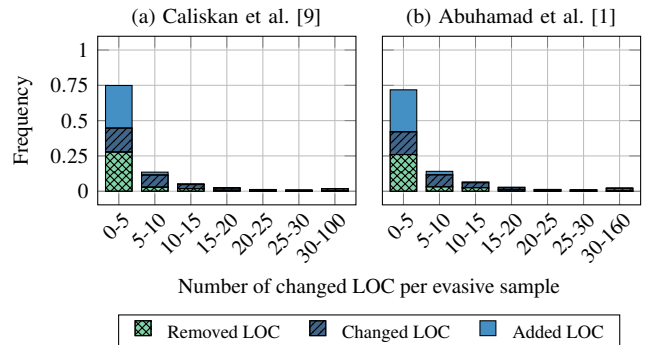 (a) Caliskan et al. [9]
(b) Abuhamad et al. [1]
Frequency
1
0.75
0.5
0.25
0
0-5
5-10
10-15
15-20
20-25
25-30
30-100
0-5
5-10
10-15
15-20
20-25
25-30
30-160
Number of changed LOC per evasive sample
Removed LOC
Changed LOC
Added LOC